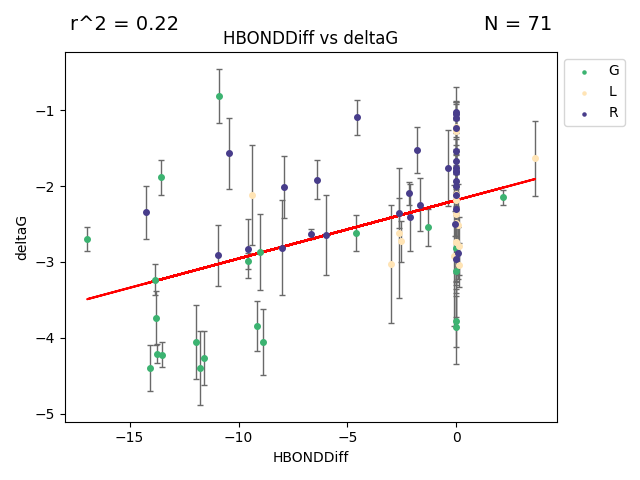 r^2 = 0.22
N = 71
HBONDDiff vs deltaG
G
L
R
−1
−2
−3
−4
−5
deltaG
−15
−10
−5
0
HBONDDiff